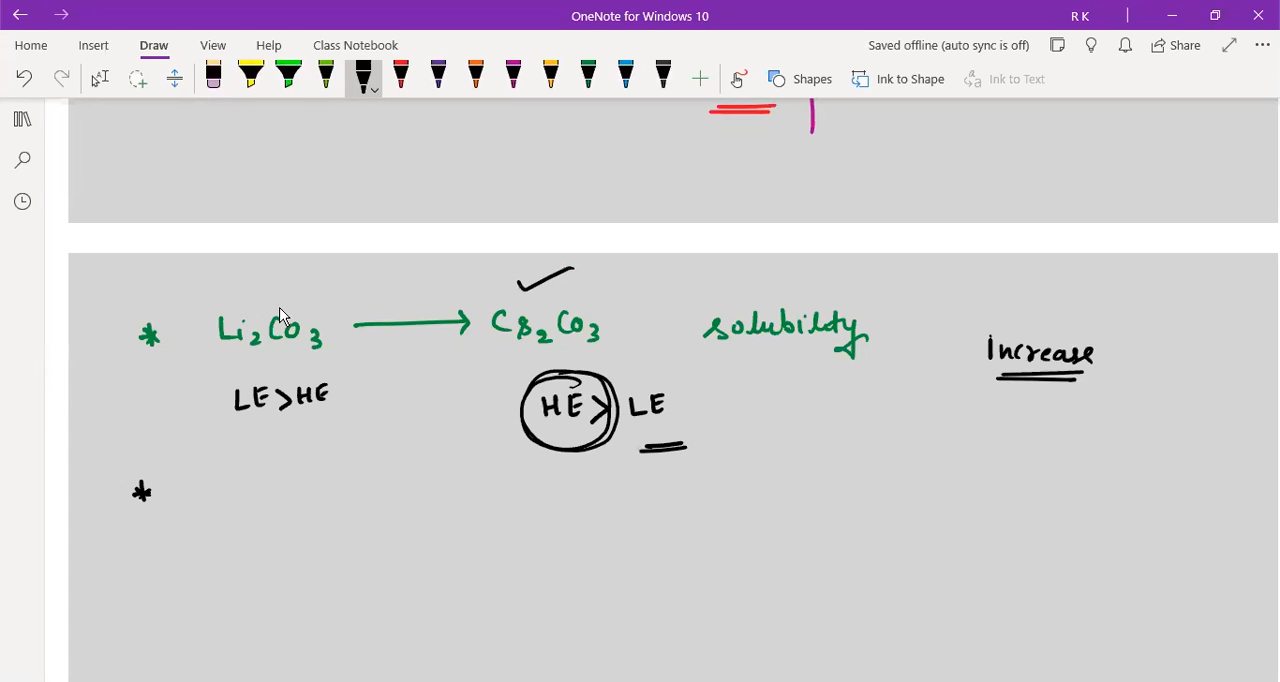 OneNote for Windows 10
R K
Home Insert Draw View Help Class Notebook
Saved offline (auto sync is off) Share
Shapes Ink to Shape Ink to Text
* Li2CO3 → Cs2CO3 solubility Increase
LE > HE HE > LE
*